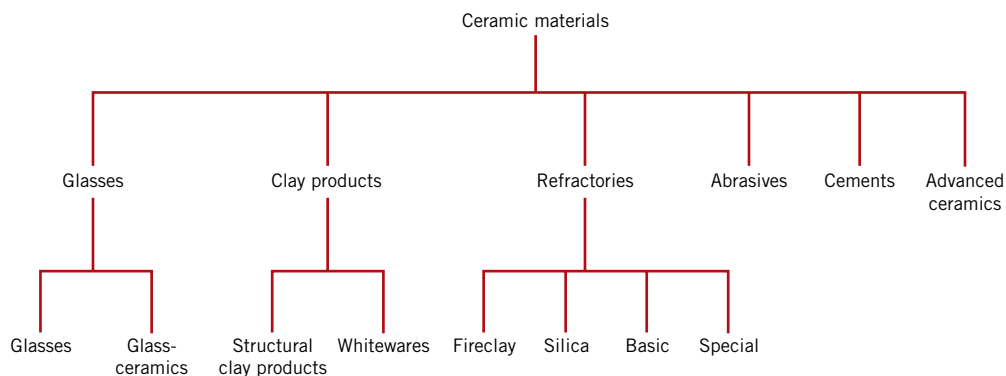 Ceramic materials
Glasses
Clay products
Refractories
Abrasives
Cements
Advanced
ceramics
Glasses
Glass-
ceramics
Structural
clay products
Whitewares
Fireclay
Silica
Basic
Special